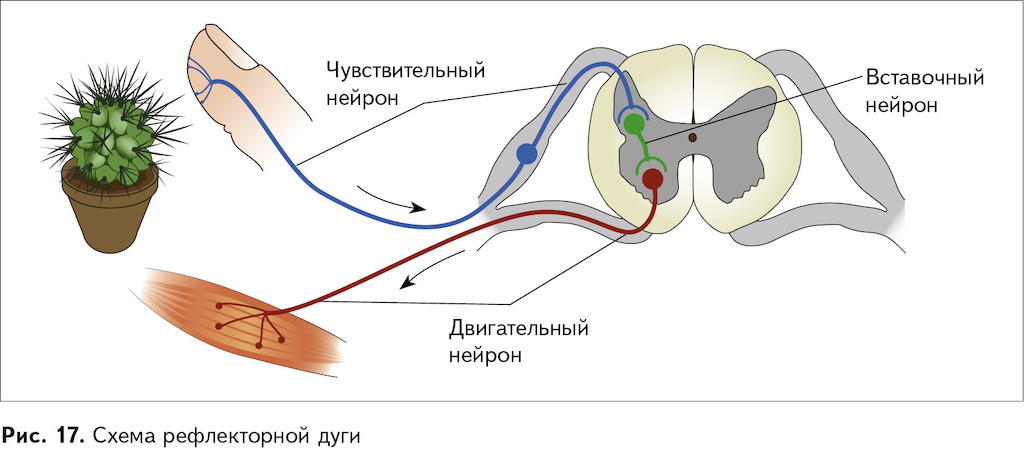 Чувствительный
нейрон
Вставочный
нейрон
Двигательный
нейрон
Рис. 17. Схема рефлекторной дуги